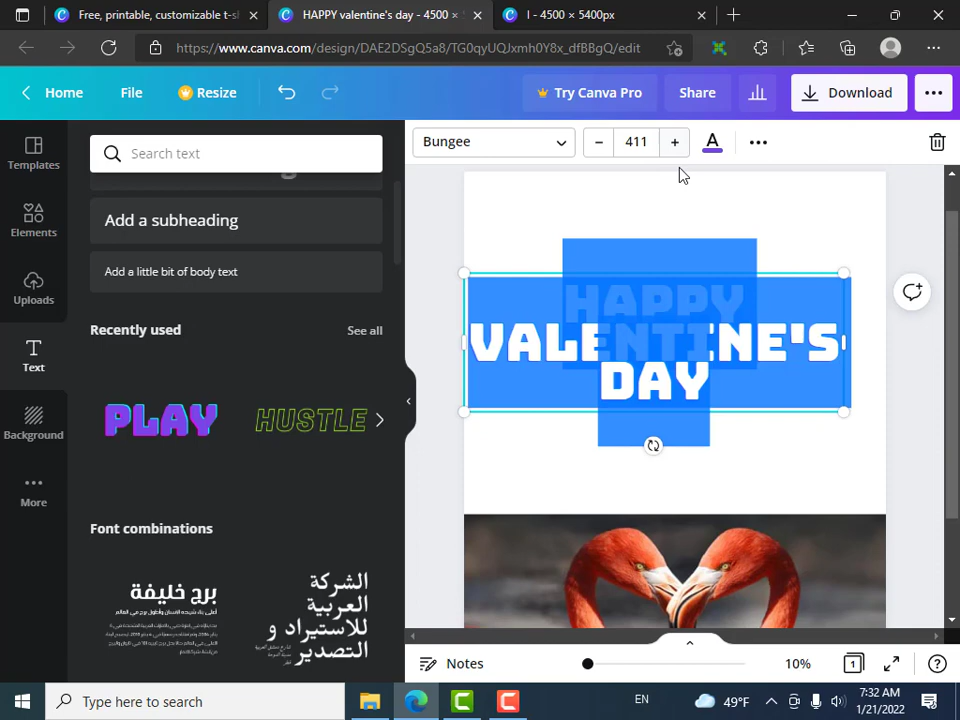 Free, printable, customizable t-s
HAPPY valentine's day - 4500 ×
I - 4500 × 5400px
https://www.canva.com/design/DAE2DSgQ5a8/TG0qyUQJxmh0Y8x_dfBBgQ/edit
Home
File
Resize
Try Canva Pro
Share
Download
Templates
Elements
Uploads
Text
Background
More
Search text
Add a subheading
Add a little bit of body text
Recently used
See all
PLAY
HUSTLE
Font combinations
برج خليفة
الشركة
العربية
للاستيراد و
التصدير
Bungee
411
A
HAPPY
VALENTINE'S
DAY
Notes
10%
1
Type here to search
EN
49°F
7:32 AM
1/21/2022